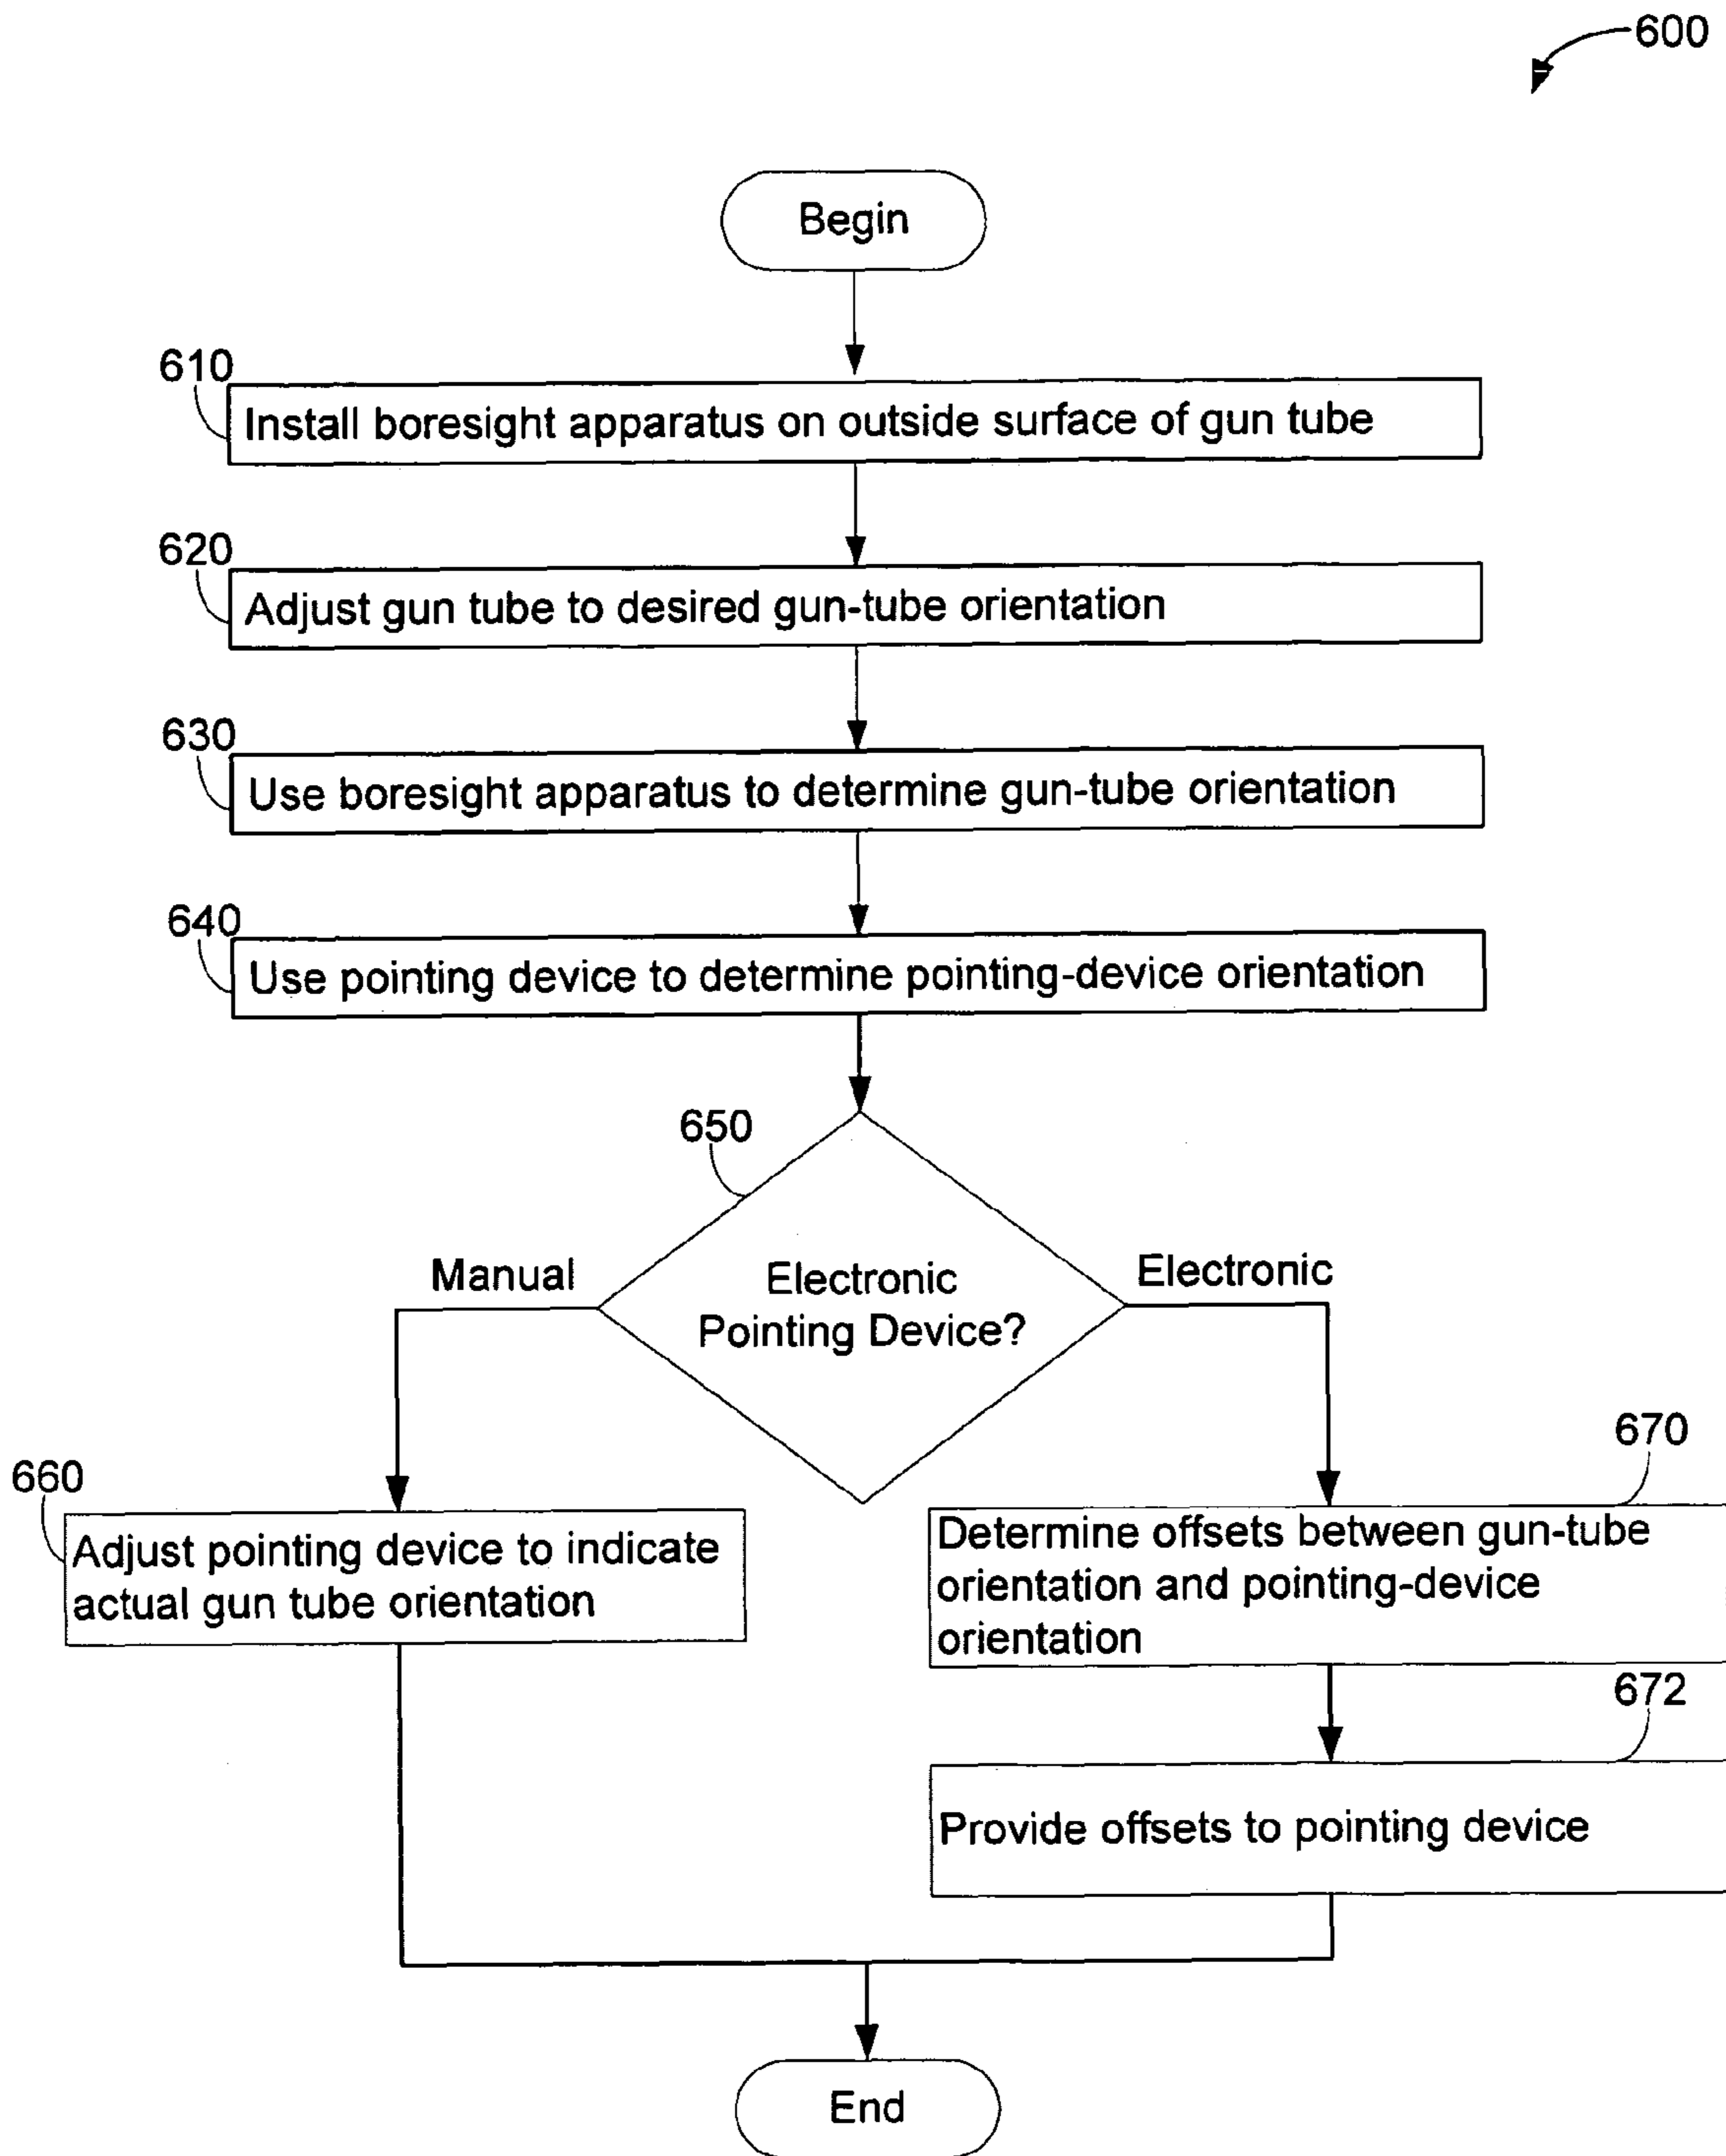 600
Begin
610
Install boresight apparatus on outside surface of gun tube
620
Adjust gun tube to desired gun-tube orientation
630
Use boresight apparatus to determine gun-tube orientation
640
Use pointing device to determine pointing-device orientation
650
Manual
Electronic
Pointing Device?
Electronic
660
Adjust pointing device to indicate
actual gun tube orientation
670
Determine offsets between gun-tube
orientation and pointing-device
orientation
672
Provide offsets to pointing device
End